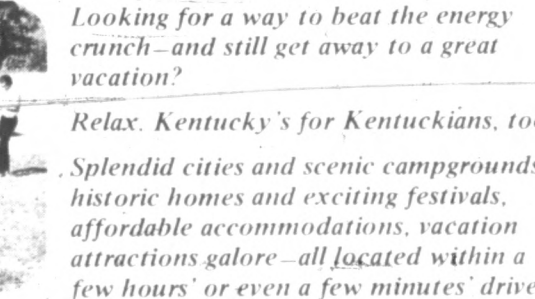 Looking for a way to beat the energy
crunch—and still get away to a great
vacation?
Relax. Kentucky's for Kentuckians, too
Splendid cities and scenic campgrounds
historic homes and exciting festivals,
affordable accommodations, vacation
attractions galore—all located within a
few hours' or even a few minutes' drive